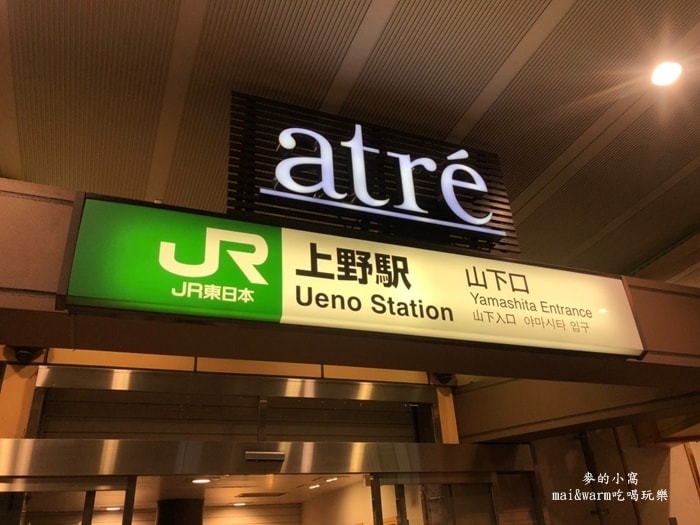 atré
JR
JR東日本
上野駅
Ueno Station
山下口
Yamashita Entrance
山下入口 야마시타 입구
麥的小窩
mai&warm吃喝玩樂